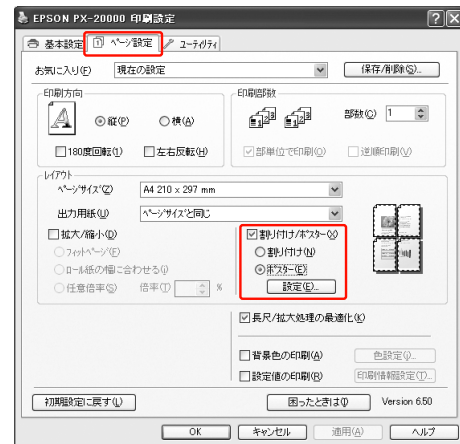 EPSON PX-20000 印刷設定
基本設定 ページ設定 ユーティリティ
お気に入り(F) 現在の設定 保存/削除(S)...
印刷方向
A 縦(P) 横(A)
180度回転(1) 左右反転(H)
印刷部数
部数(C) 1
部単位で印刷(O) 逆順印刷(V)
レイアウト
ページサイズ(Z) A4 210 x 297 mm
出力用紙(U) ページサイズと同じ
拡大/縮小(D)
フィットページ(E)
ロール紙の幅に合わせる(I)
任意倍率(S) 倍率(T) %
割り付け/ポスター(X)
割り付け(N)
ポスター(E)
設定(E)...
長尺/拡大処理の最適化(K)
背景色の印刷(A) 色設定(Q)...
設定値の印刷(R) 印刷情報設定(T)...
初期設定に戻す(L) 困ったときは Version 6.50
OK キャンセル 適用(A) ヘルプ